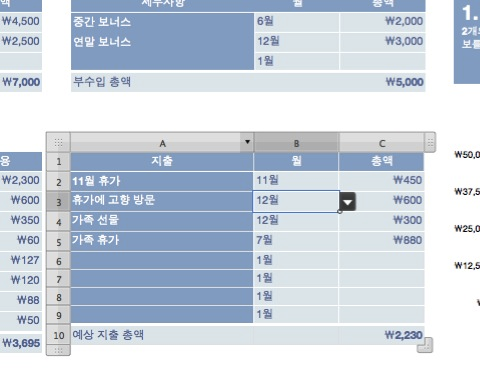 세부사항 월 총액
₩4,500 중간 보너스 6월 ₩2,000
₩2,500 연말 보너스 12월 ₩3,000
1월
₩7,000 부수입 총액 ₩5,000
1.
2개
보를
A B C
용 1 지출 월 총액
₩2,300 2 11월 휴가 11월 ₩450
₩600 3 휴가에 고향 방문 12월 ₩600
₩350 4 가족 선물 12월 ₩300
₩60 5 가족 휴가 7월 ₩880
₩127 6 1월
₩120 7 1월
₩88 8 1월
₩50 9 1월
₩3,695 10 예상 지출 총액 ₩2,230
₩50,0
₩37,5
₩25,0
₩12,5